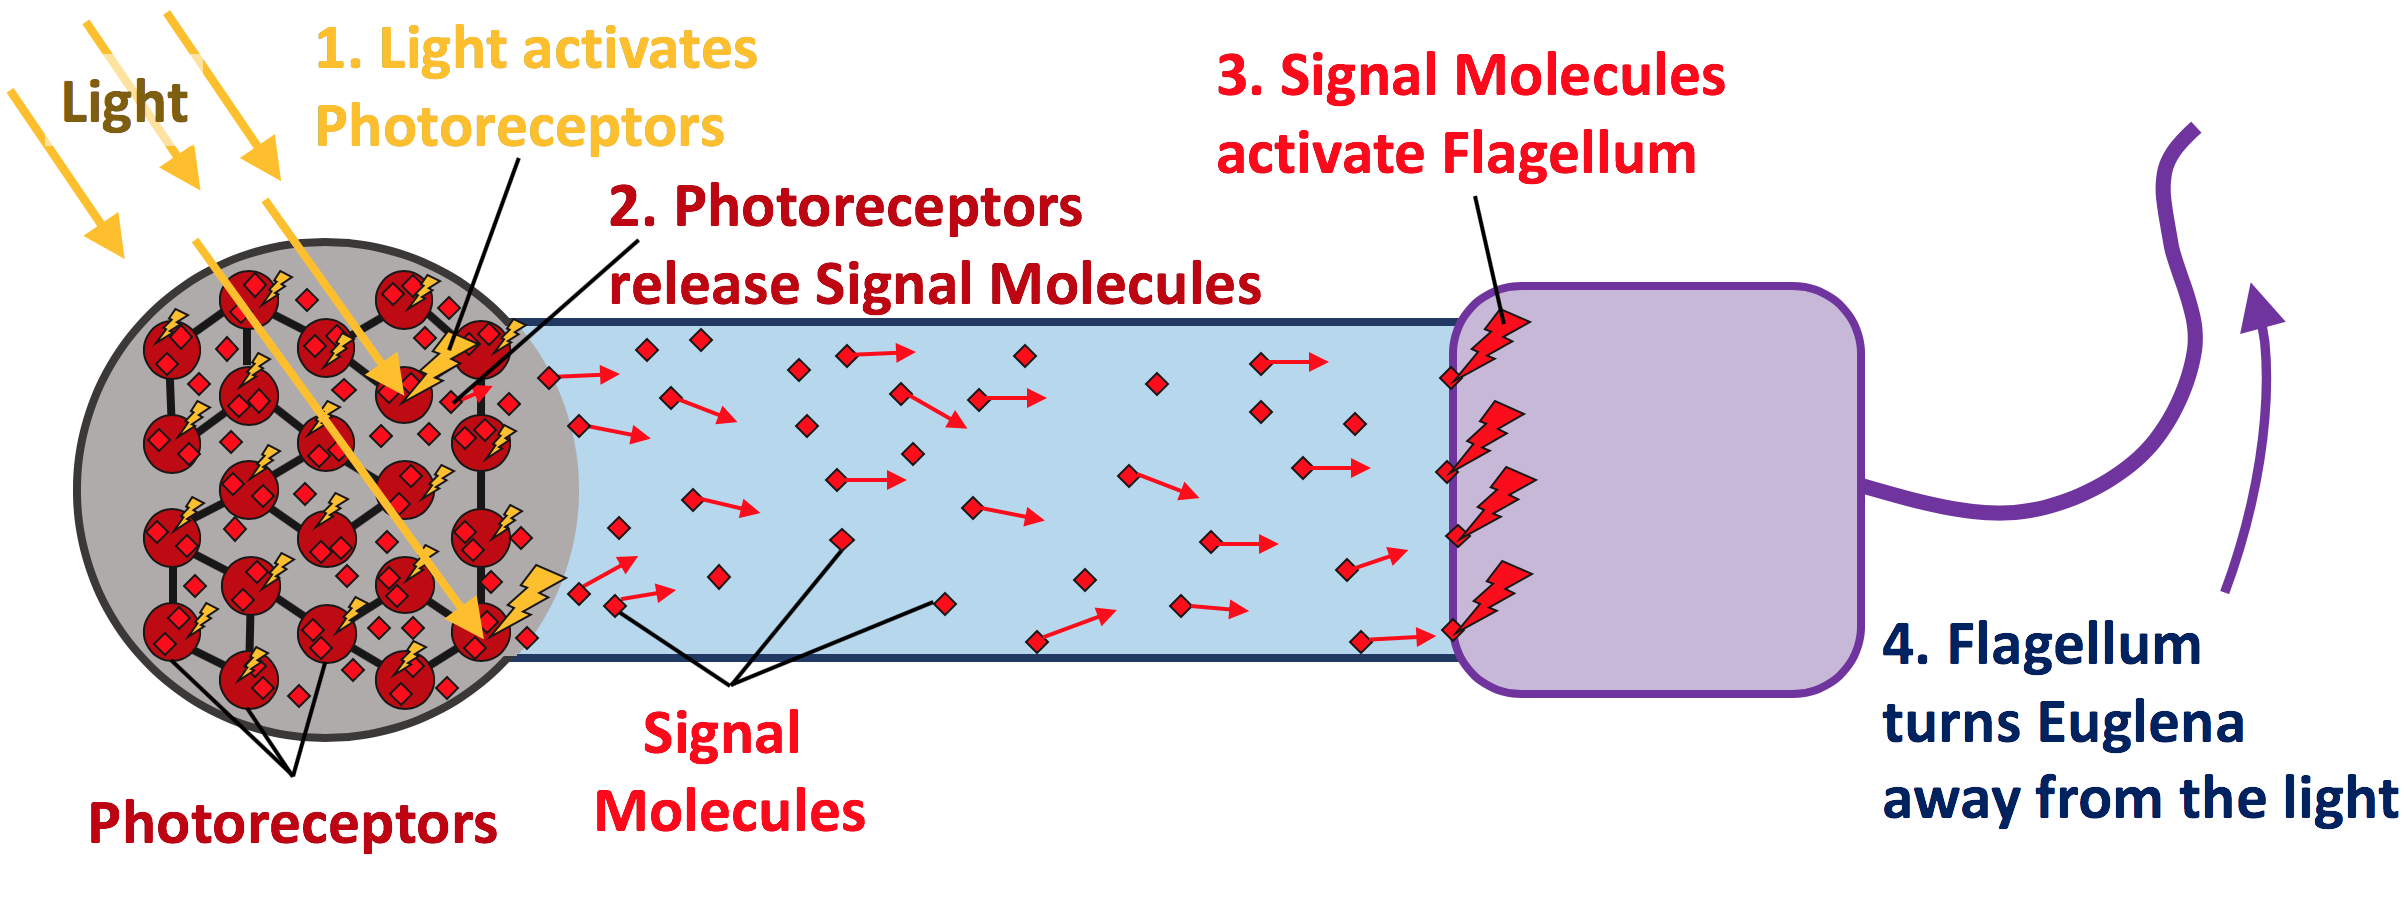 Light
1. Light activates
Photoreceptors
2. Photoreceptors
release Signal Molecules
3. Signal Molecules
activate Flagellum
4. Flagellum
turns Euglena
away from the light
Signal
Molecules
Photoreceptors